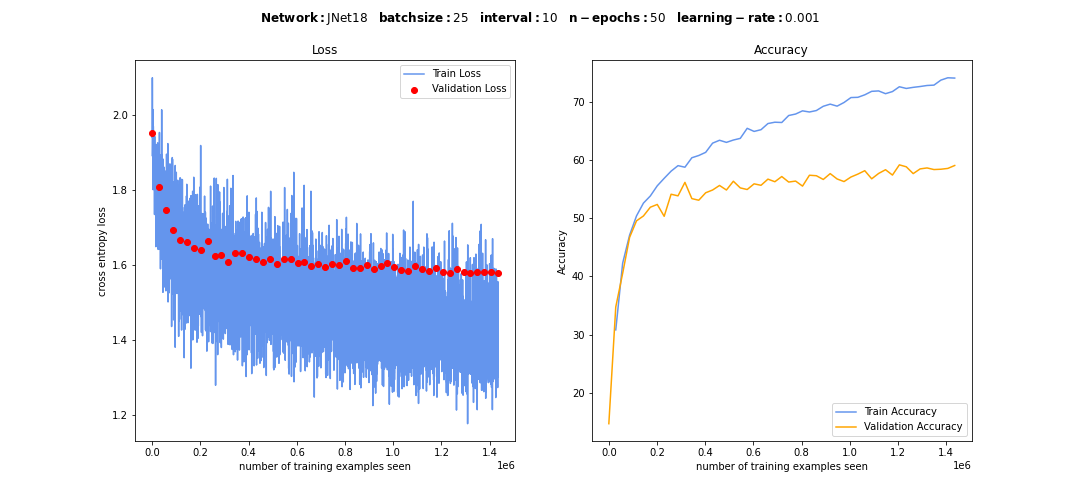 Network: JNet18 batchsize: 25 interval: 10 n−epochs: 50 learning−rate: 0.001
Loss
Train Loss
Validation Loss
cross entropy loss
2.0
1.8
1.6
1.4
1.2
0.0 0.2 0.4 0.6 0.8 1.0 1.2 1.4
1e6
number of training examples seen
Accuracy
Accuracy
70
60
50
40
30
20
Train Accuracy
Validation Accuracy
0.0 0.2 0.4 0.6 0.8 1.0 1.2 1.4
1e6
number of training examples seen